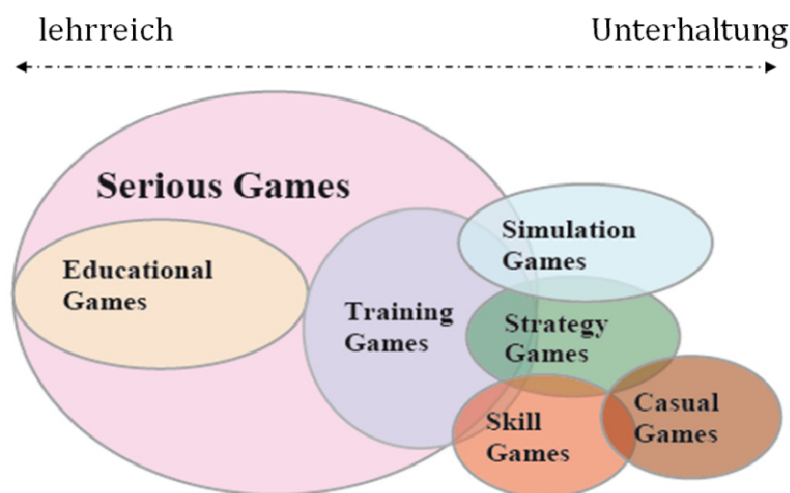 lehrreich
Unterhaltung
Serious Games
Simulation
Games
Educational
Games
Training
Games
Strategy
Games
Casual
Games
Skill
Games